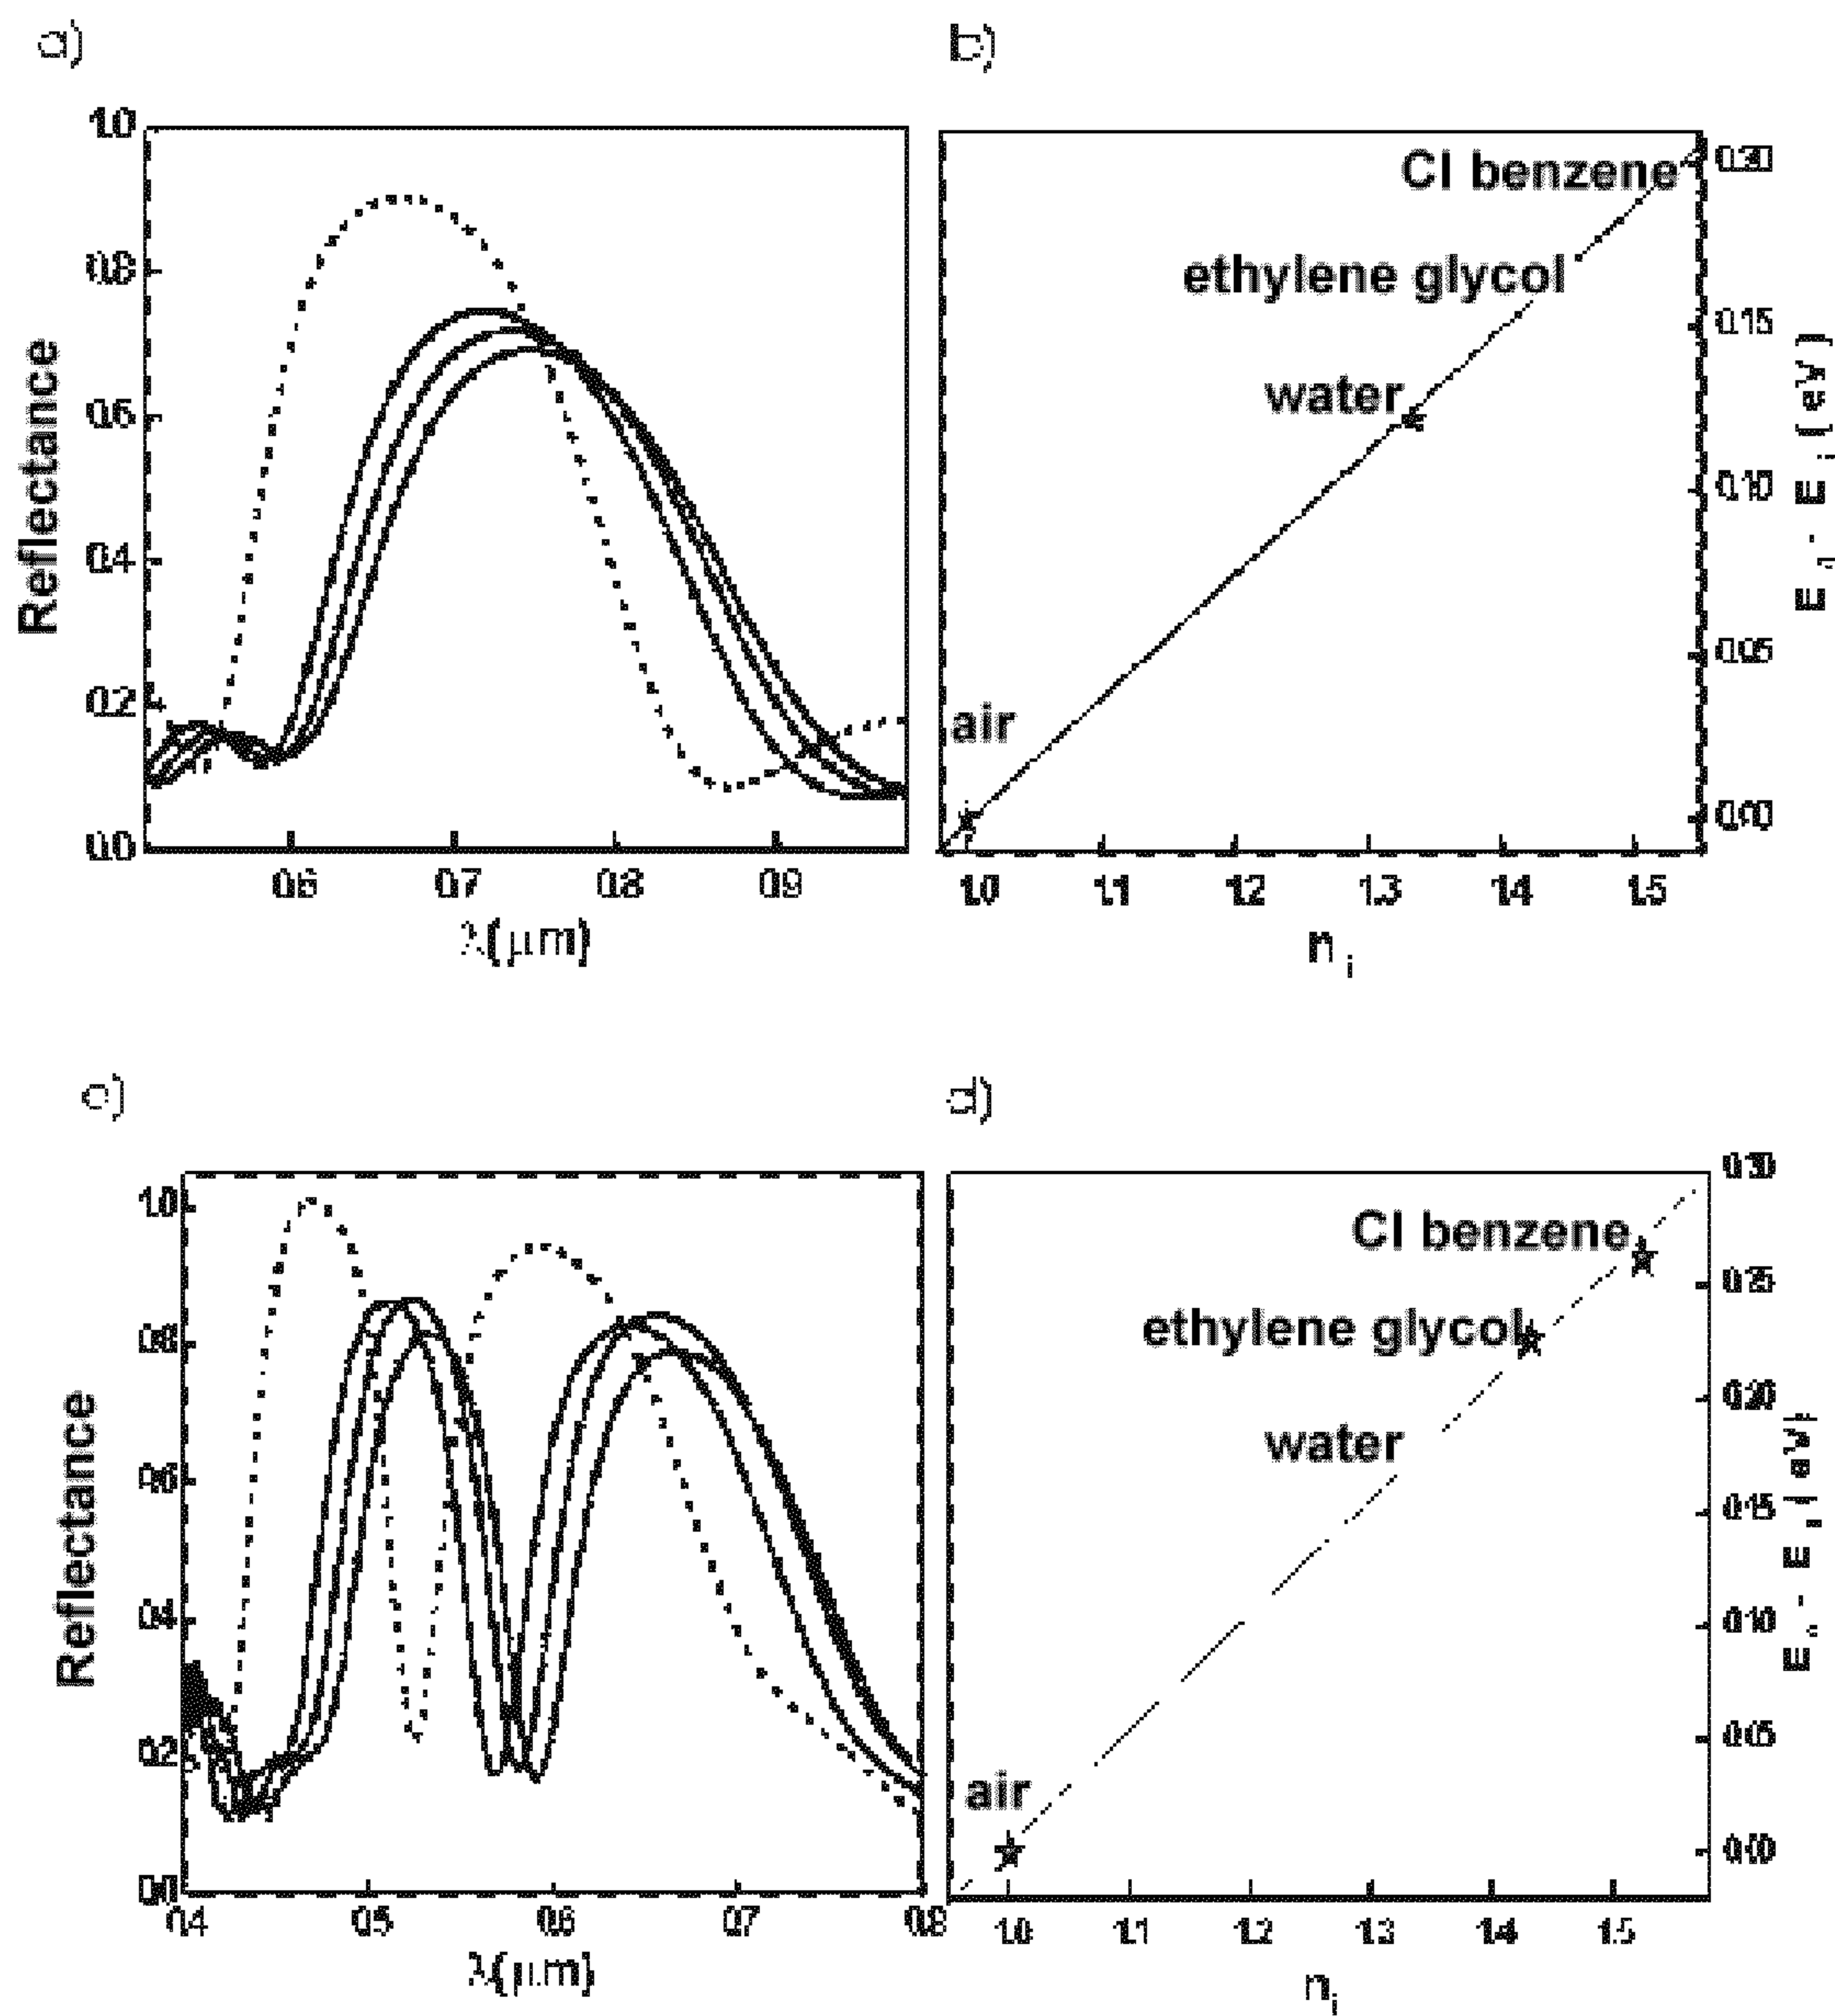 a)
b)
1.0
0.8
0.6
0.4
0.2
0.0
Reflectance
0.6
0.7
0.8
0.9
λ(μm)
Cl benzene
ethylene glycol
water
air
0.15
0.10
0.05
0.00
1.0
1.1
1.2
1.3
1.4
1.5
n i
c)
d)
1.0
0.8
0.6
0.4
0.2
0.0
Reflectance
0.4
0.5
0.6
0.7
0.8
λ(μm)
Cl benzene
ethylene glycol
water
air
0.30
0.25
0.20
0.15
0.10
0.05
0.00
1.0
1.1
1.2
1.3
1.4
1.5
n i